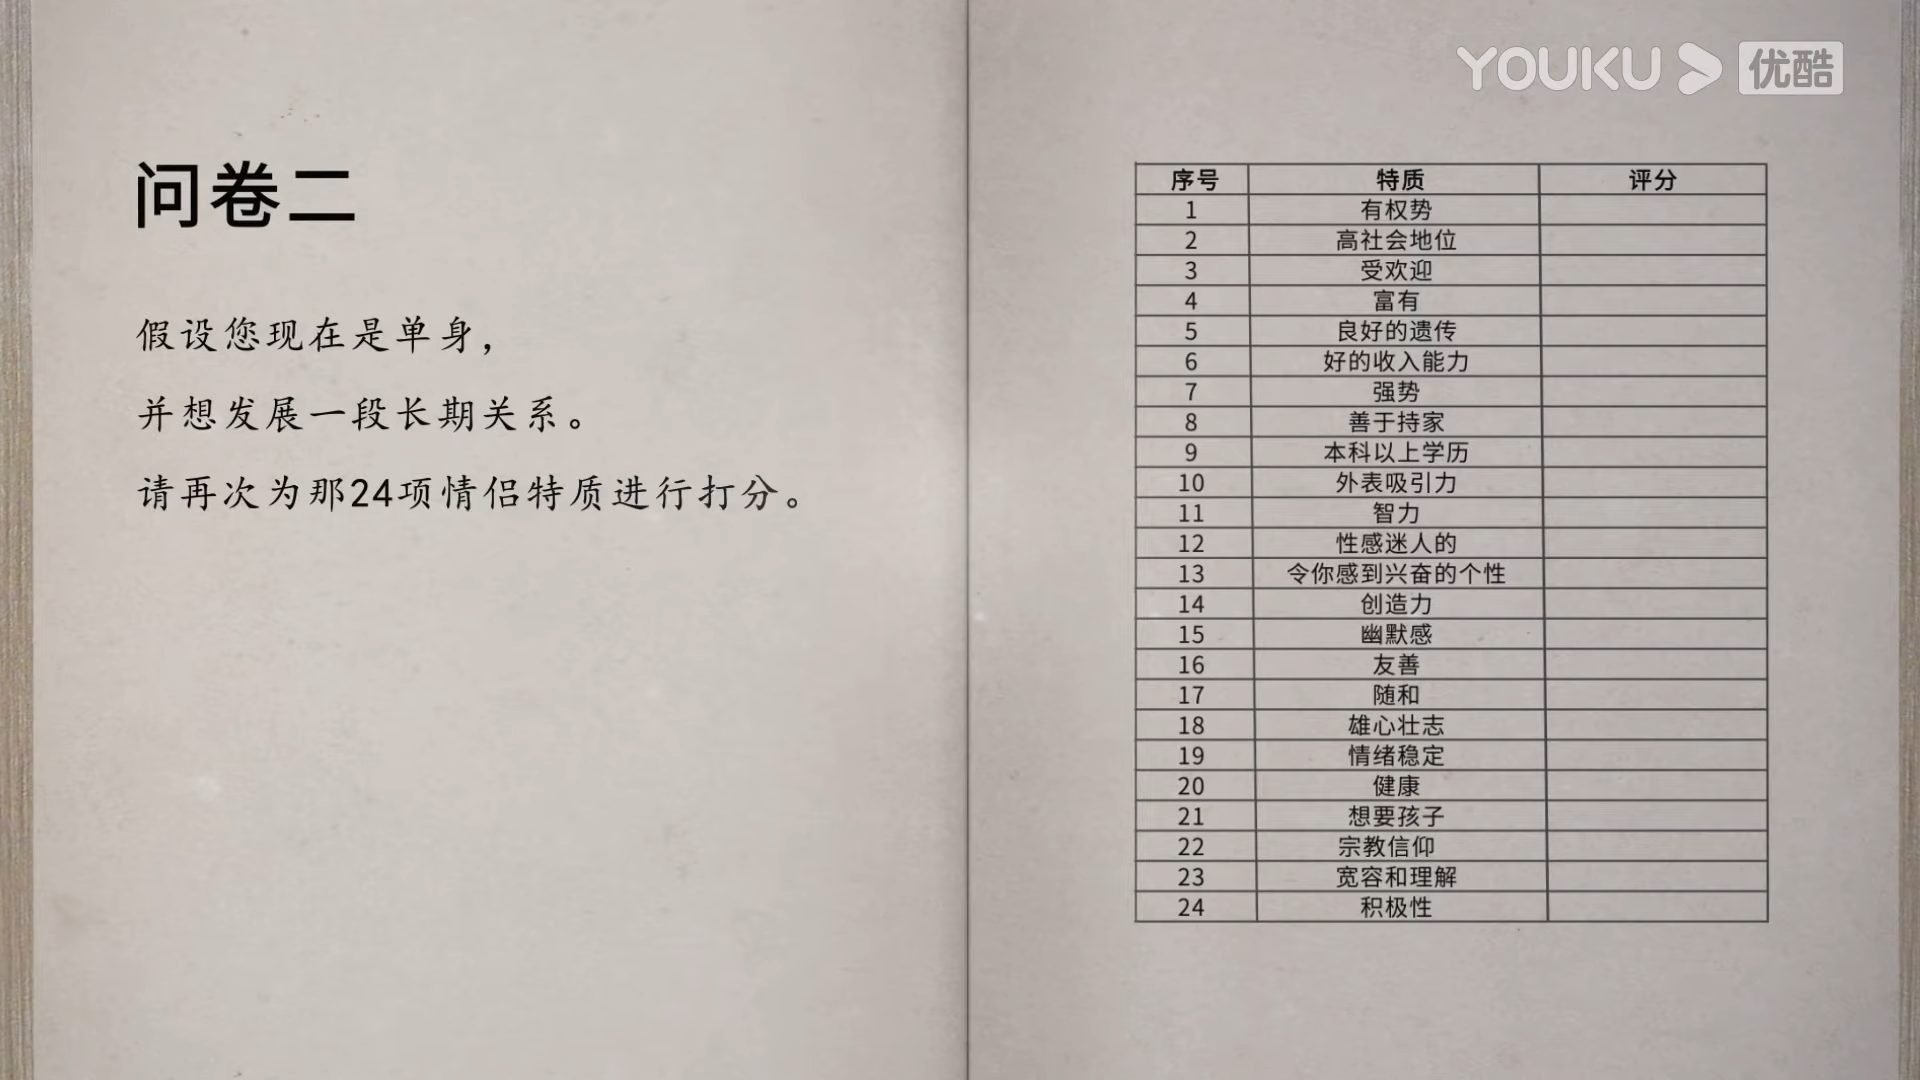 YOUKU 优酷
问卷二
假设您现在是单身，
并想发展一段长期关系。
请再次为那24项情侣特质进行打分。
序号 特质 评分
1 有权势
2 高社会地位
3 受欢迎
4 富有
5 良好的遗传
6 好的收入能力
7 强势
8 善于持家
9 本科以上学历
10 外表吸引力
11 智力
12 性感迷人的
13 令你感到兴奋的个性
14 创造力
15 幽默感
16 友善
17 随和
18 雄心壮志
19 情绪稳定
20 健康
21 想要孩子
22 宗教信仰
23 宽容和理解
24 积极性